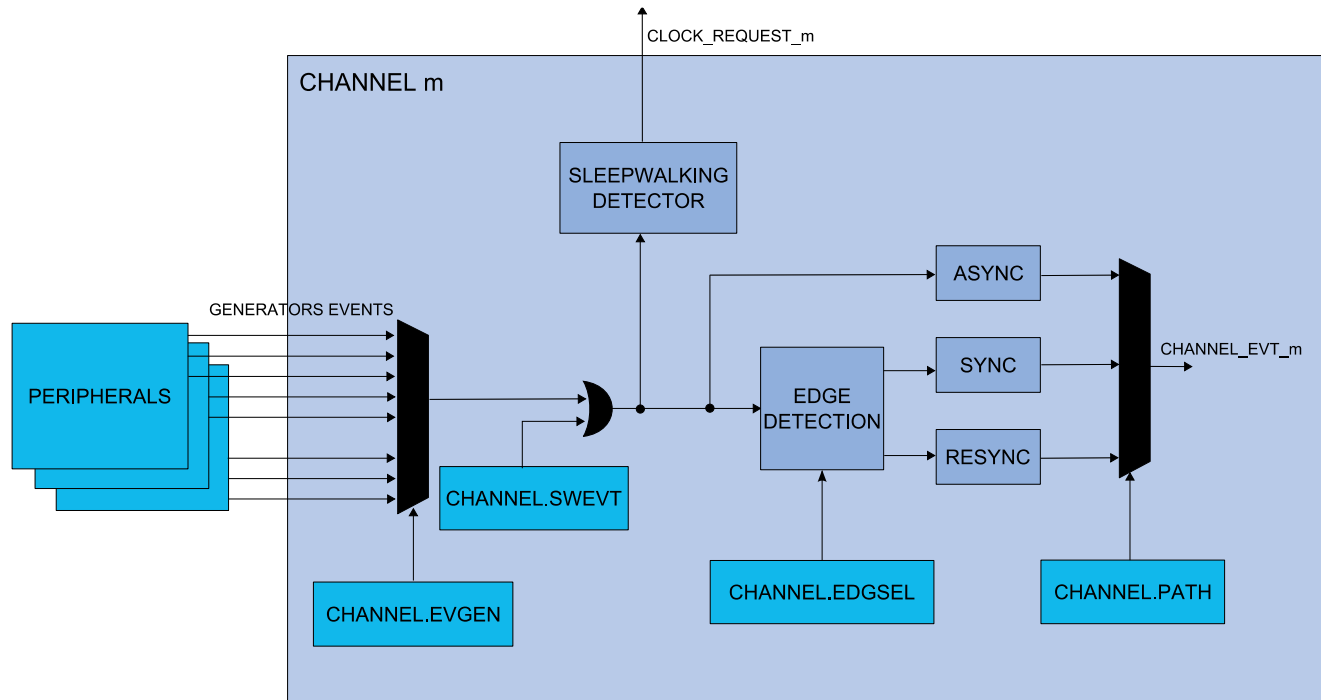 CLOCK_REQUEST_m
CHANNEL m
SLEEPWALKING
DETECTOR
ASYNC
GENERATORS EVENTS
CHANNEL_EVT_m
PERIPHERALS
EDGE
DETECTION
SYNC
RESYNC
CHANNEL.SWEVT
CHANNEL.EVGEN
CHANNEL.EDGSEL
CHANNEL.PATH